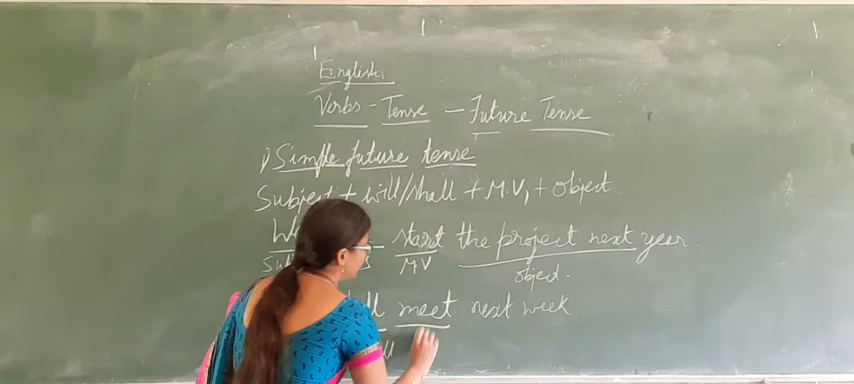 English
Verbs - Tense - Future Tense
1) Simple future tense
Subject + will/shall + M.V1 + Object.
start the project next year
MV object.
meet next week.